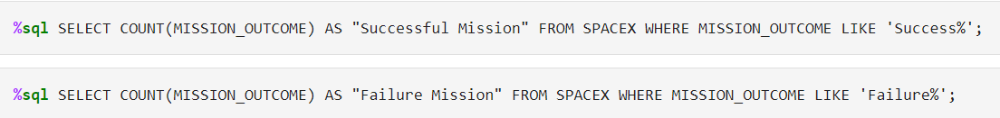 %sql SELECT COUNT(MISSION_OUTCOME) AS "Successful Mission" FROM SPACEX WHERE MISSION_OUTCOME LIKE 'Success%';
%sql SELECT COUNT(MISSION_OUTCOME) AS "Failure Mission" FROM SPACEX WHERE MISSION_OUTCOME LIKE 'Failure%';